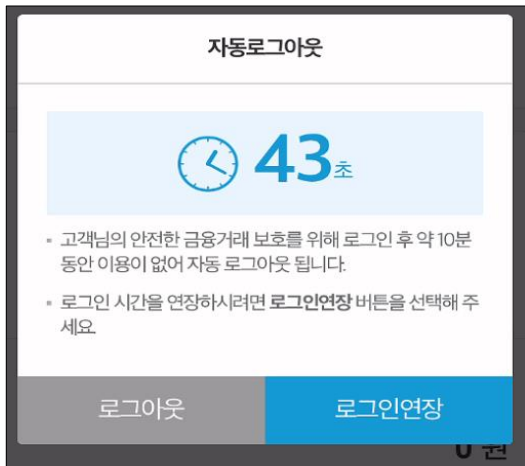 자동로그아웃
43초
고객님의 안전한 금융거래 보호를 위해 로그인 후 약 10분
동안 이용이 없어 자동 로그아웃 됩니다.
로그인 시간을 연장하시려면 로그인연장 버튼을 선택해 주
세요.
로그아웃
로그인연장
0 원